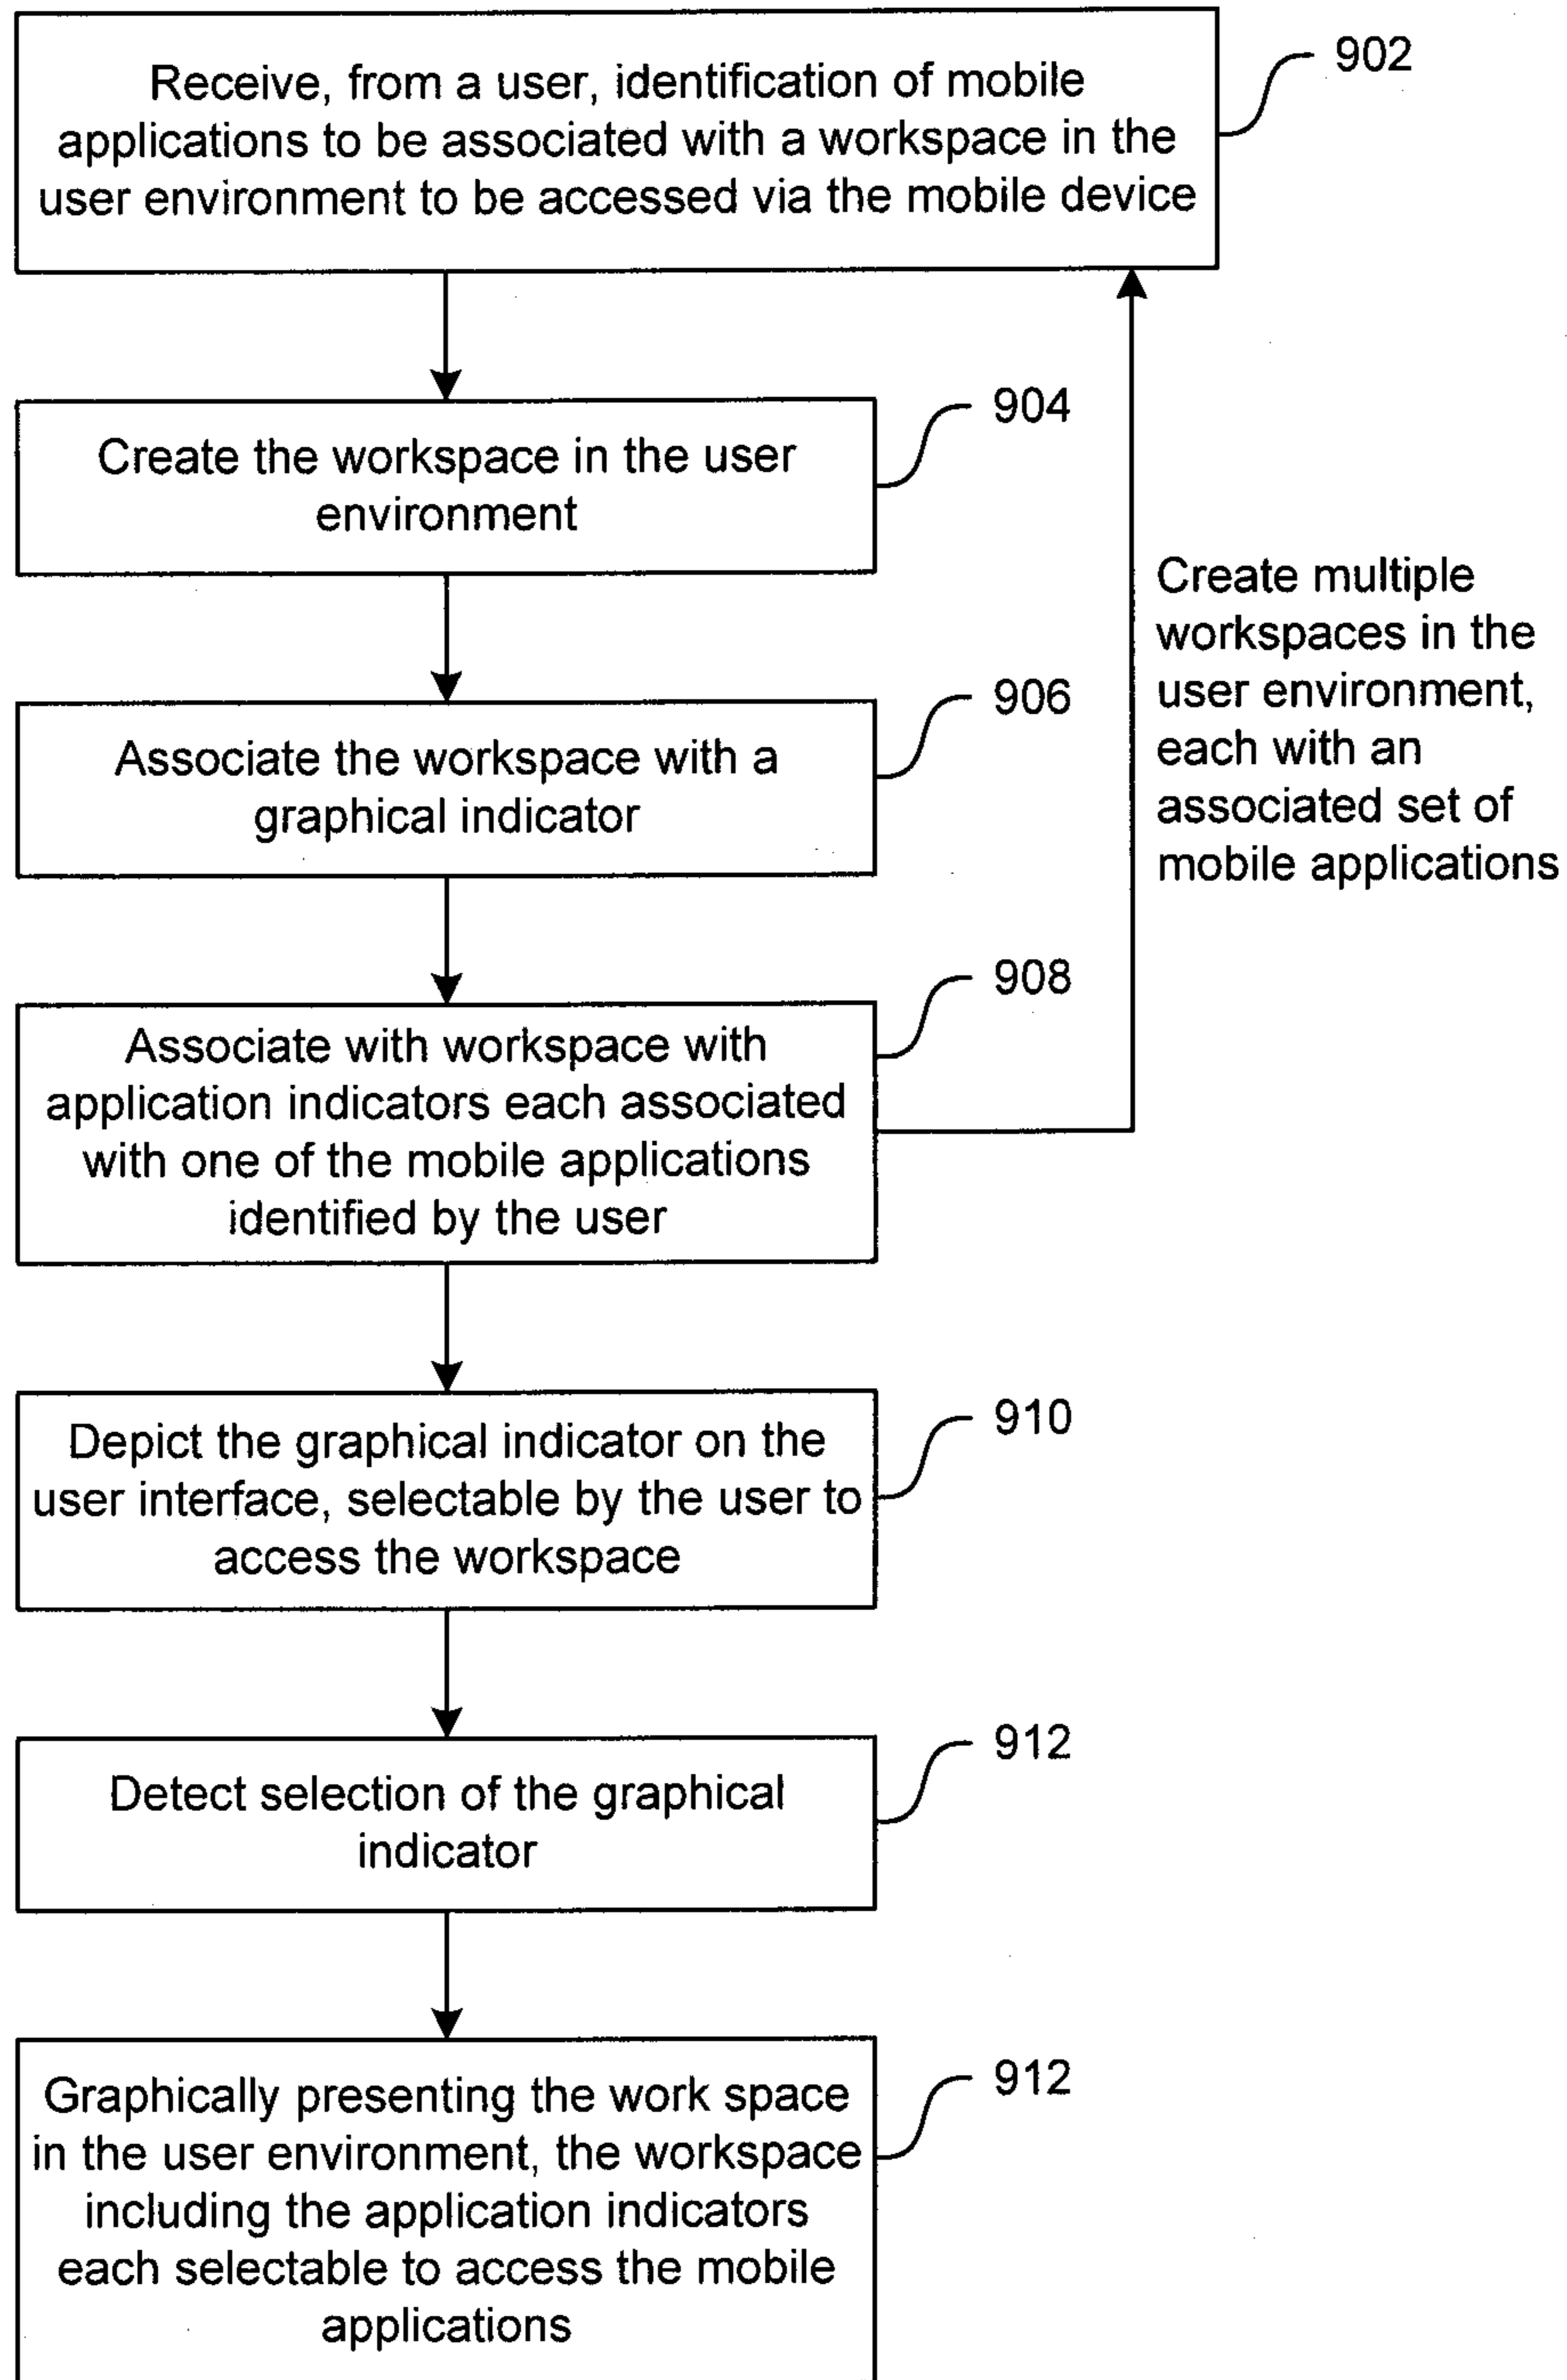 Receive, from a user, identification of mobile
applications to be associated with a workspace in the
user environment to be accessed via the mobile device
902
Create the workspace in the user
environment
904
Create multiple
workspaces in the
user environment,
each with an
associated set of
mobile applications
Associate the workspace with a
graphical indicator
906
Associate with workspace with
application indicators each associated
with one of the mobile applications
identified by the user
908
Depict the graphical indicator on the
user interface, selectable by the user to
access the workspace
910
Detect selection of the graphical
indicator
912
Graphically presenting the work space
in the user environment, the workspace
including the application indicators
each selectable to access the mobile
applications
912